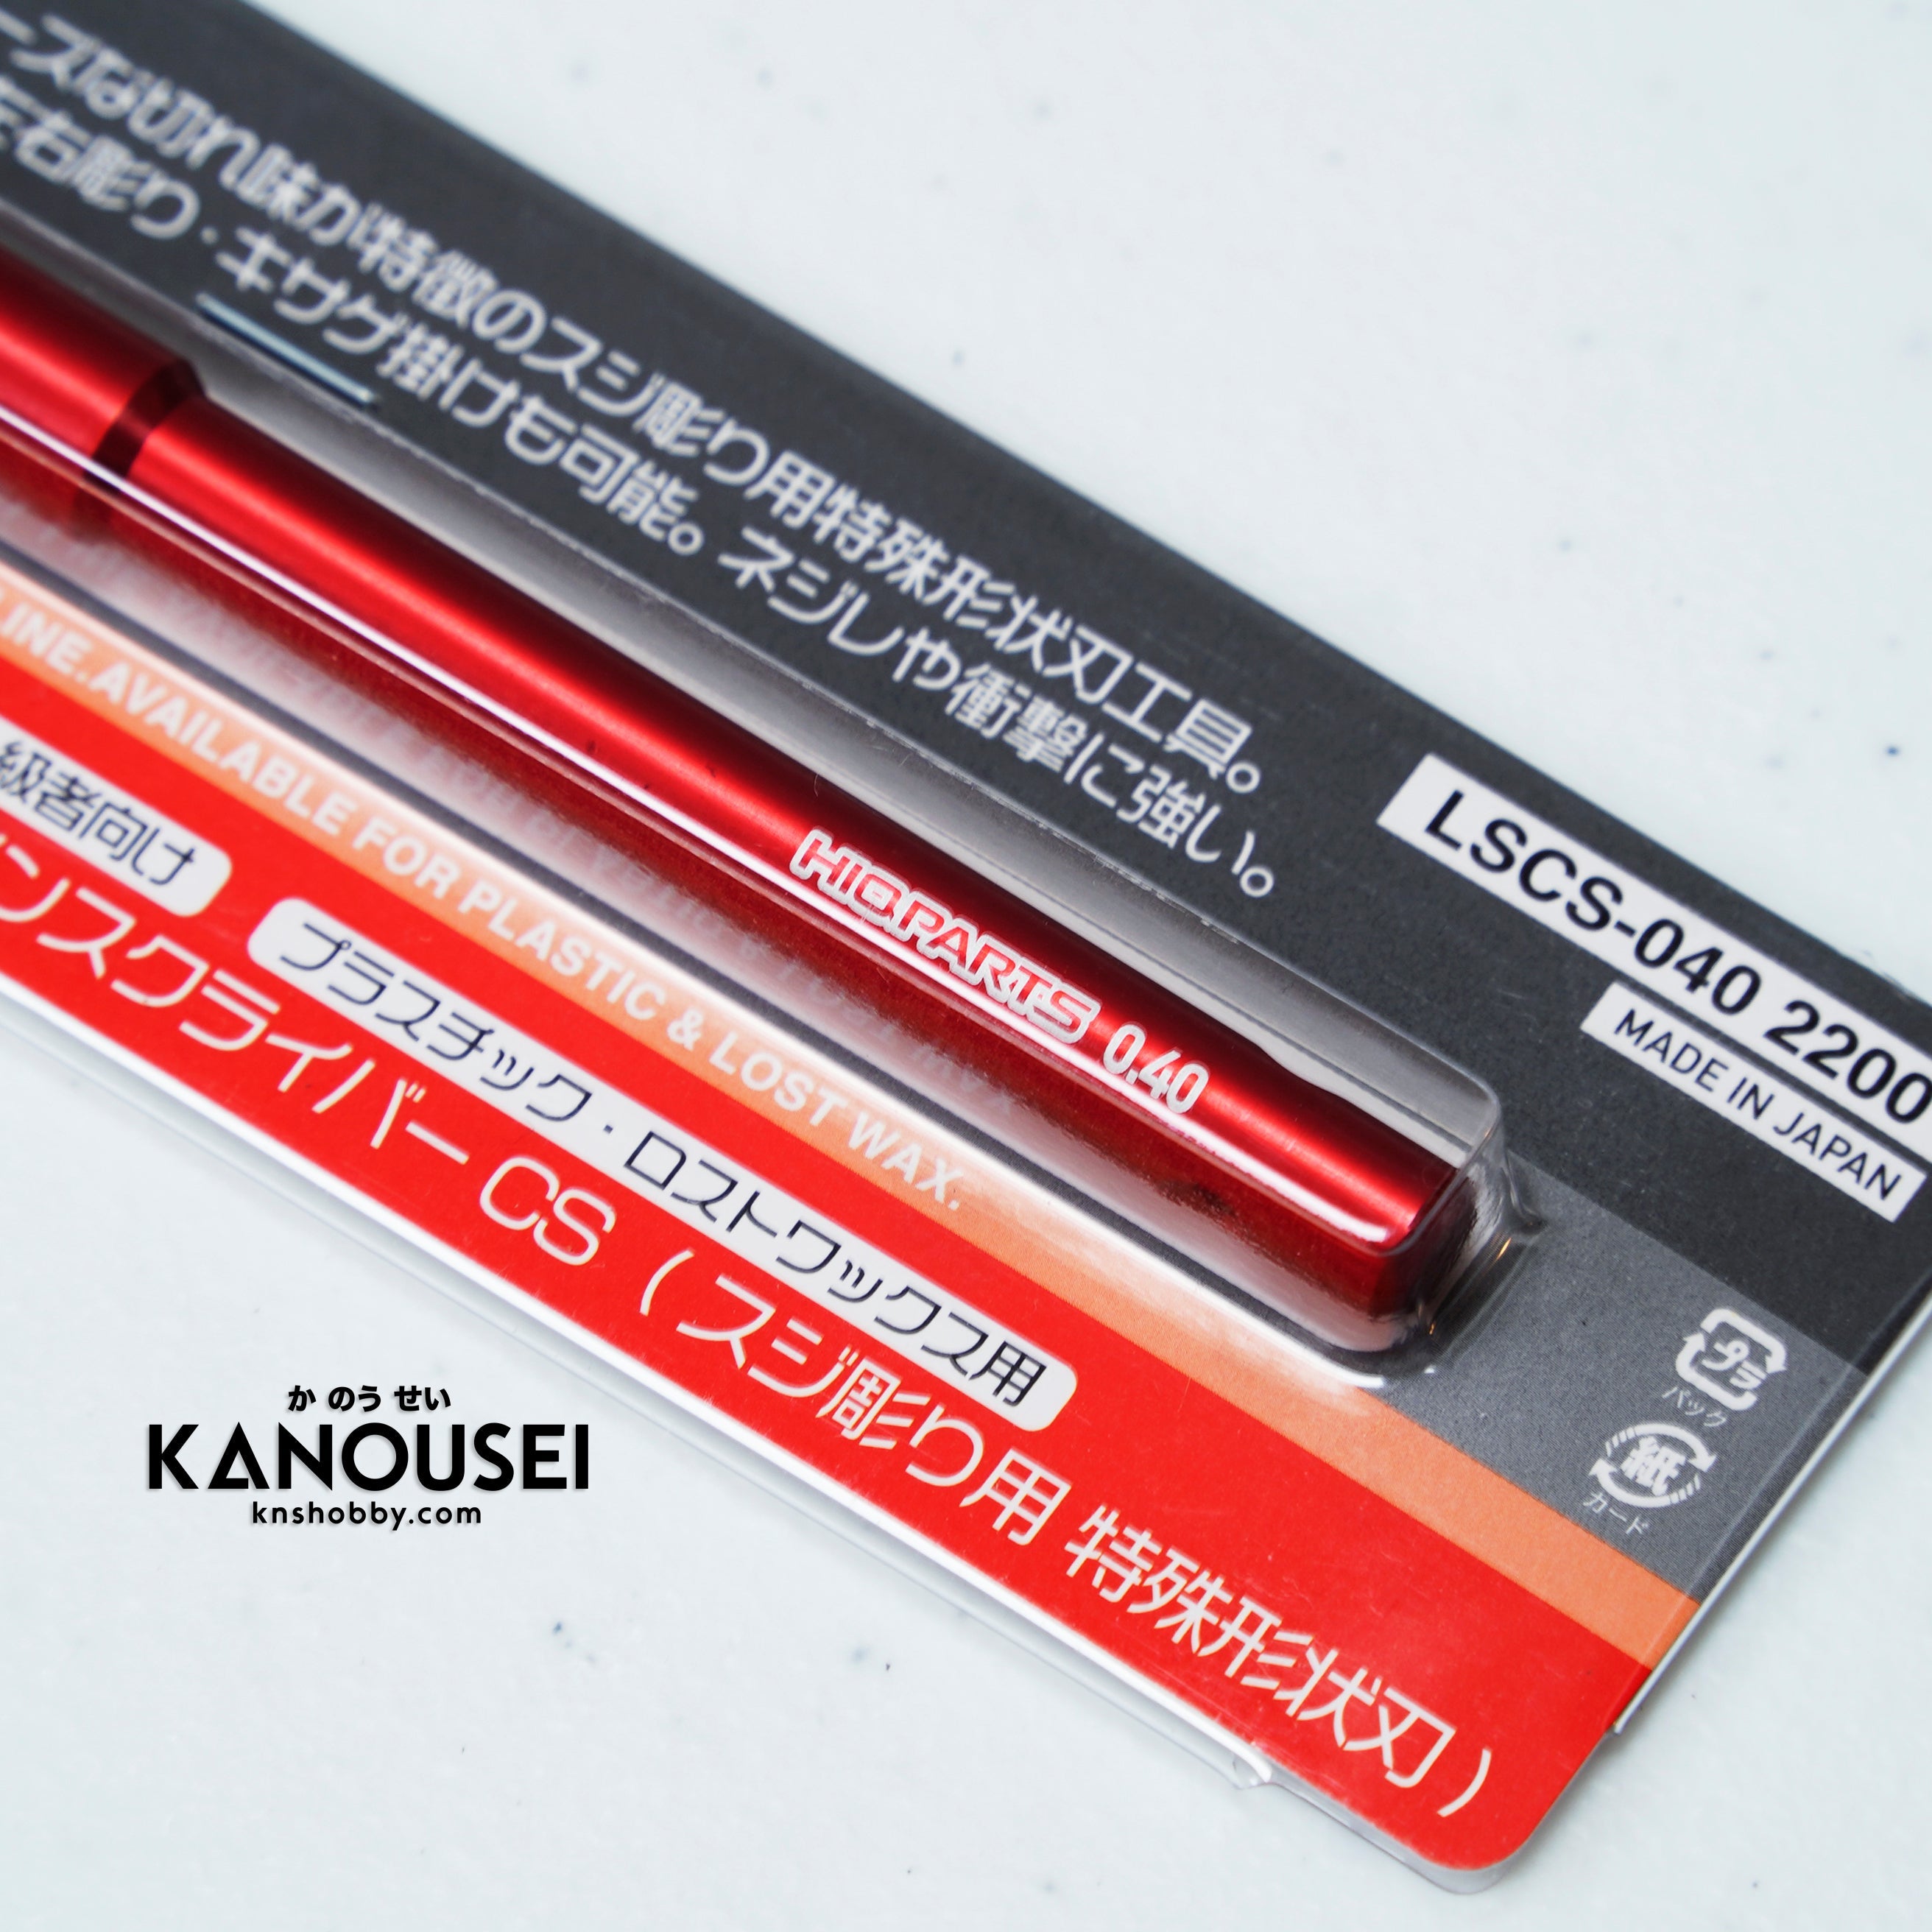 ーズな切れ味が特徴のスジ彫り用特殊形状刃工具。
左右彫り・キサゲ掛けも可能。ネジレや衝撃に強い。
LSCS-040 2200
MADE IN JAPAN
HIQPARTS 0.40
LINE. AVAILABLE FOR PLASTIC & LOST WAX.
級者向け
プラスチック・ロストワックス用
インスクライバーCS（スジ彫り用 特殊形状刃）
プラ
パック
紙
カード
かのうせい
KANOUSEI
knshobby.com